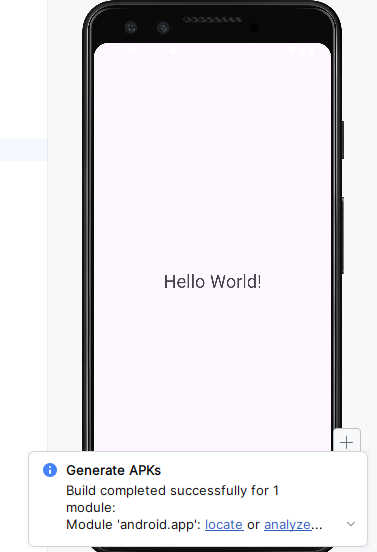 Hello World!
Generate APKs
Build completed successfully for 1
module:
Module 'android.app': locate or analyze...